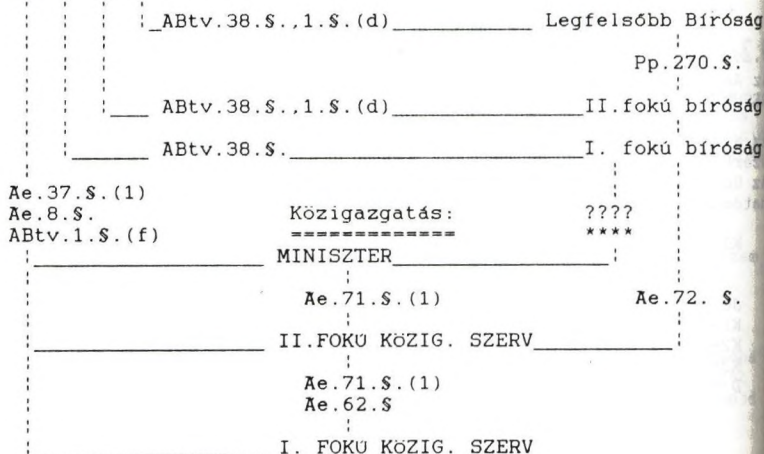 ABtv.38.§.,1.§.(d) Legfelsőbb Bíróság
Pp.270.§.
ABtv.38.§.,1.§.(d) II.fokú bíróság
ABtv.38.§. I. fokú bíróság
Ae.37.§.(1)
Ae.8.§. Közigazgatás: ????
ABtv.1.§.(f) ============= ****
MINISZTER
Ae.71.§.(1) Ae.72. §.
II.FOKÚ KÖZIG. SZERV
Ae.71.§.(1)
Ae.62.§
I. FOKÚ KÖZIG. SZERV